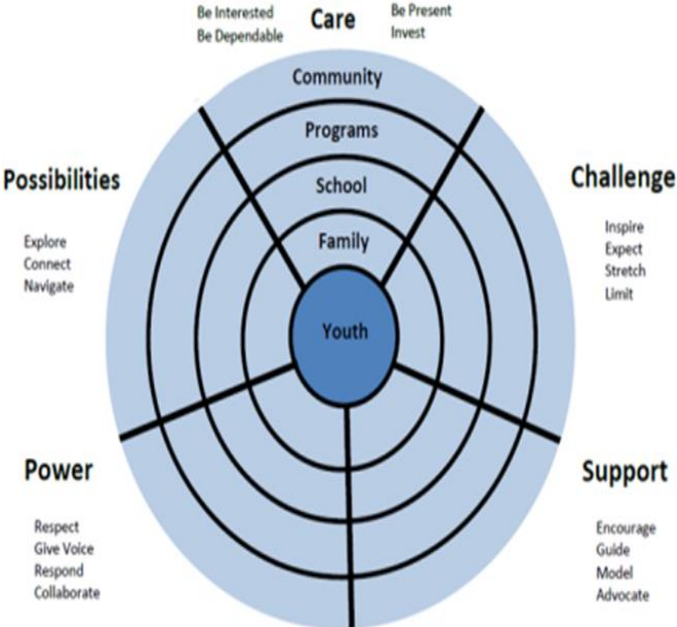 Care
Be Interested
Be Dependable
Be Present
Invest
Community
Programs
School
Family
Youth
Possibilities
Explore
Connect
Navigate
Challenge
Inspire
Expect
Stretch
Limit
Power
Respect
Give Voice
Respond
Collaborate
Support
Encourage
Guide
Model
Advocate